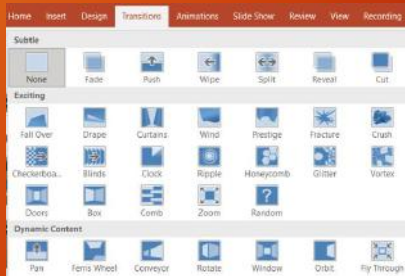 Home Insert Design Transitions Animations Slide Show Review View Recording
Subtle
None Fade Push Wipe Split Reveal Cut
Exciting
Fall Over Drape Curtains Wind Prestige Fracture Crush
Checkerboa... Blinds Clock Ripple Honeycomb Glitter Vortex
Doors Box Comb Zoom Random
Dynamic Content
Pan Ferris Wheel Conveyor Rotate Window Orbit Fly Through